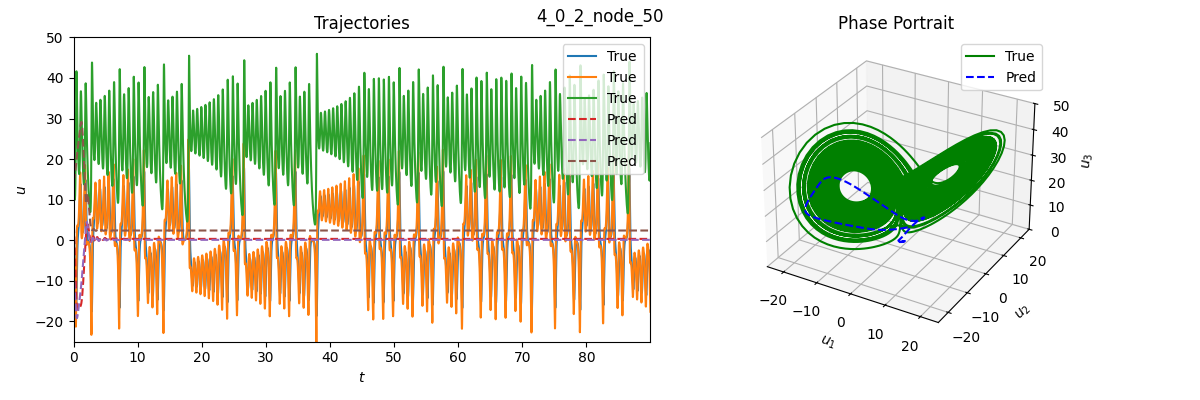 4_0_2_node_50
Trajectories
u
50
40
30
20
10
0
−10
−20
0 10 20 30 40 50 60 70 80
t
True
True
True
Pred
Pred
Pred
Phase Portrait
True
Pred
−20 −10 0 10 20
u1
−20 −10 0 10 20
u2
0 10 20 30 40 50
u3